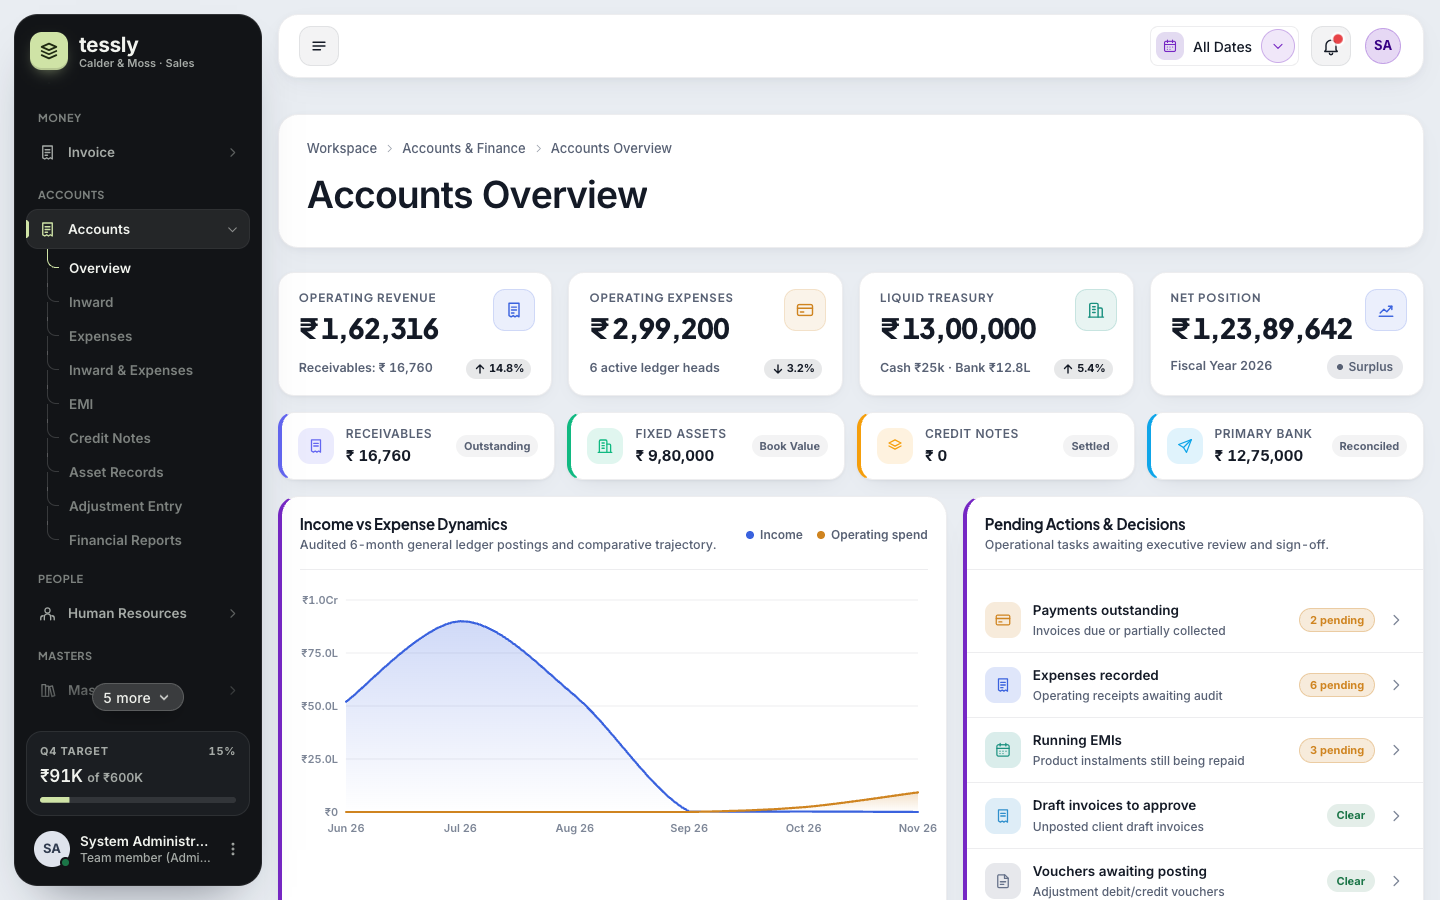 tessly
Calder & Moss · Sales
MONEY
Invoice
ACCOUNTS
Accounts
Overview
Inward
Expenses
Inward & Expenses
EMI
Credit Notes
Asset Records
Adjustment Entry
Financial Reports
PEOPLE
Human Resources
MASTERS
5 more
Q4 TARGET 15%
₹91K of ₹600K
SA
System Administr...
Team member (Admi...
All Dates
SA
Workspace > Accounts & Finance > Accounts Overview
Accounts Overview
OPERATING REVENUE
₹1,62,316
Receivables: ₹ 16,760 ↑ 14.8%
OPERATING EXPENSES
₹2,99,200
6 active ledger heads ↓ 3.2%
LIQUID TREASURY
₹13,00,000
Cash ₹25k · Bank ₹12.8L ↑ 5.4%
NET POSITION
₹1,23,89,642
Fiscal Year 2026 Surplus
RECEIVABLES
₹ 16,760
Outstanding
FIXED ASSETS
₹ 9,80,000
Book Value
CREDIT NOTES
₹ 0
Settled
PRIMARY BANK
₹ 12,75,000
Reconciled
Income vs Expense Dynamics
Audited 6-month general ledger postings and comparative trajectory.
Income Operating spend
₹1.0Cr
₹75.0L
₹50.0L
₹25.0L
₹0
Jun 26 Jul 26 Aug 26 Sep 26 Oct 26 Nov 26
Pending Actions & Decisions
Operational tasks awaiting executive review and sign-off.
Payments outstanding
Invoices due or partially collected
2 pending
Expenses recorded
Operating receipts awaiting audit
6 pending
Running EMIs
Product instalments still being repaid
3 pending
Draft invoices to approve
Unposted client draft invoices
Clear
Vouchers awaiting posting
Adjustment debit/credit vouchers
Clear